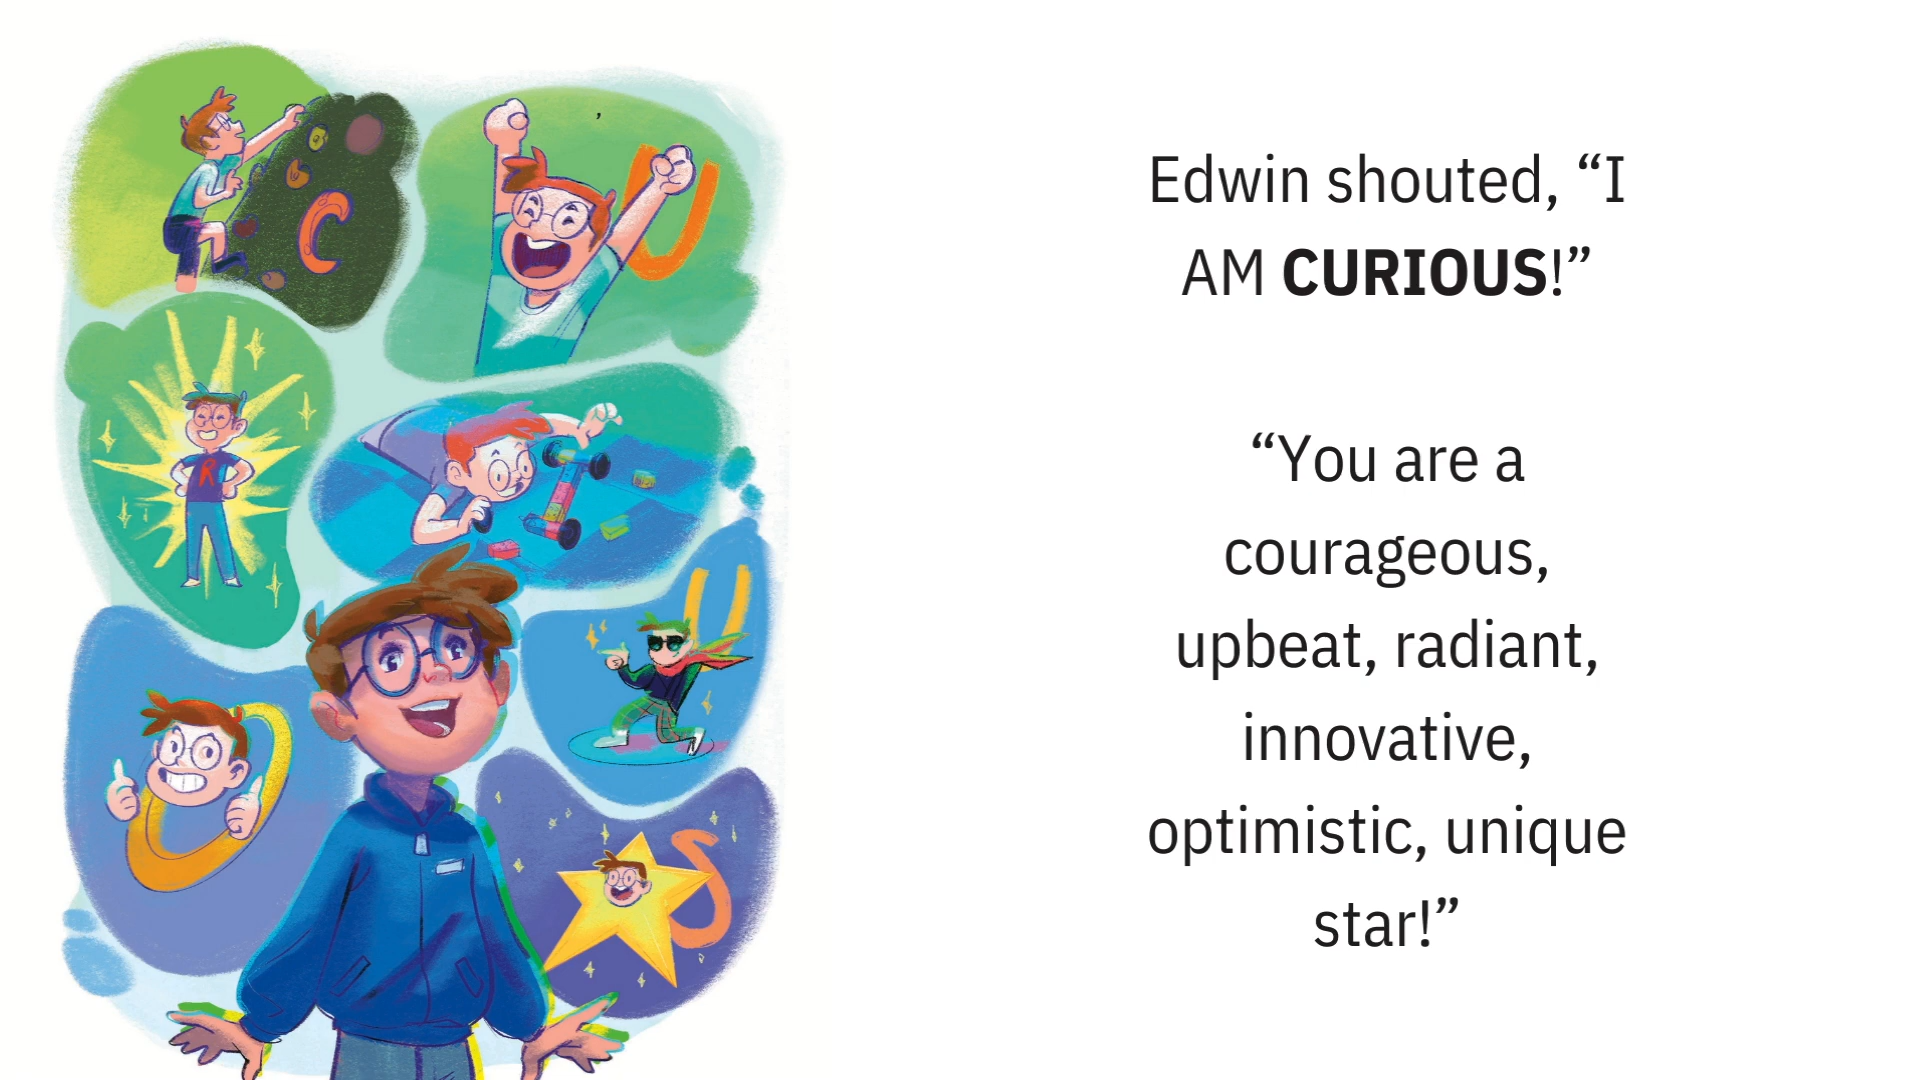 C
U
R
U
O
S
Edwin shouted, “I
AM CURIOUS!”
“You are a
courageous,
upbeat, radiant,
innovative,
optimistic, unique
star!”